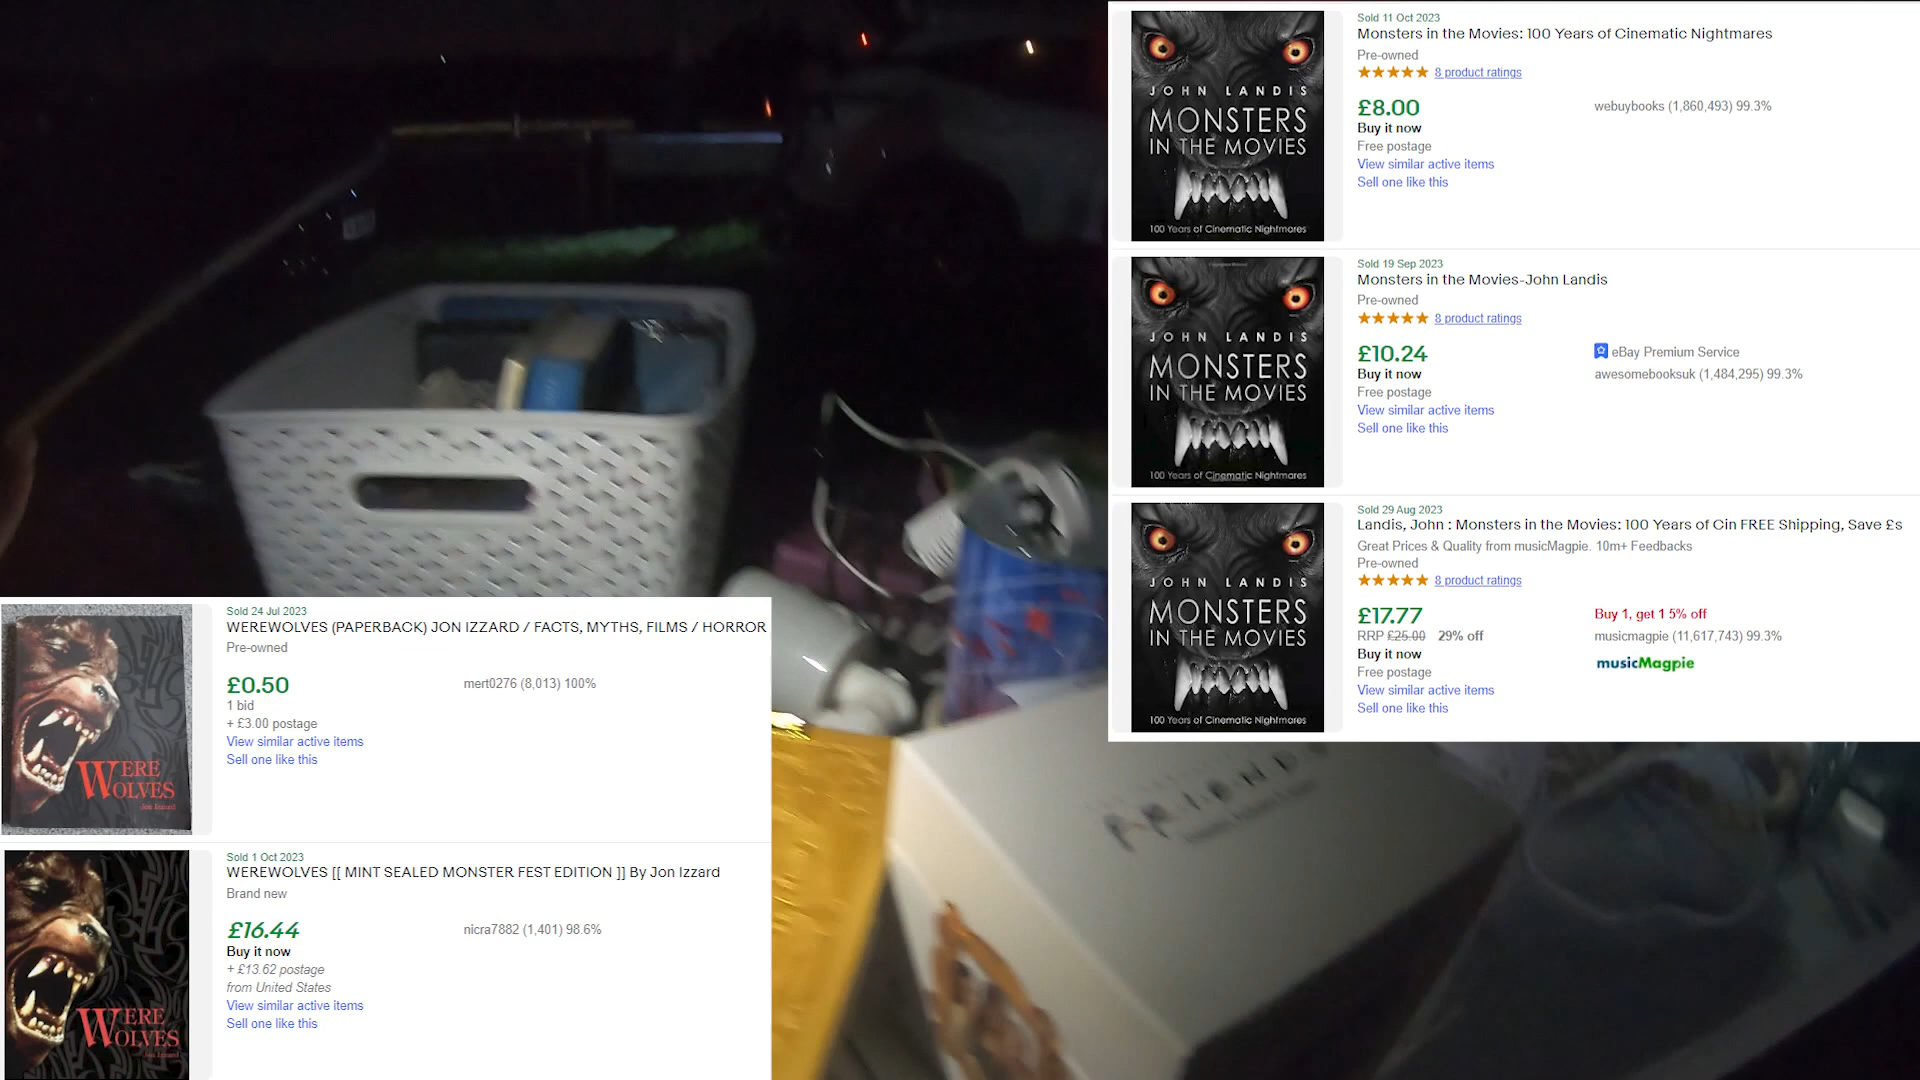 Sold 11 Oct 2023
Monsters in the Movies: 100 Years of Cinematic Nightmares
Pre-owned
8 product ratings
£8.00
webuybooks (1,860,493) 99.3%
Buy it now
Free postage
View similar active items
Sell one like this
JOHN LANDIS
MONSTERS
IN THE MOVIES
100 Years of Cinematic Nightmares
Sold 19 Sep 2023
Monsters in the Movies-John Landis
Pre-owned
8 product ratings
£10.24
eBay Premium Service
Buy it now
awesomebooksuk (1,484,295) 99.3%
Free postage
View similar active items
Sell one like this
JOHN LANDIS
MONSTERS
IN THE MOVIES
100 Years of Cinematic Nightmares
Sold 29 Aug 2023
Landis, John : Monsters in the Movies: 100 Years of Cin FREE Shipping, Save £s
Great Prices & Quality from musicMagpie. 10m+ Feedbacks
Pre-owned
8 product ratings
£17.77
Buy 1, get 1 5% off
RRP £25.00 29% off
musicmagpie (11,617,743) 99.3%
Buy it now
musicMagpie
Free postage
View similar active items
Sell one like this
JOHN LANDIS
MONSTERS
IN THE MOVIES
100 Years of Cinematic Nightmares
Sold 24 Jul 2023
WEREWOLVES (PAPERBACK) JON IZZARD / FACTS, MYTHS, FILMS / HORROR
Pre-owned
£0.50
mert0276 (8,013) 100%
1 bid
+ £3.00 postage
View similar active items
Sell one like this
WERE
WOLVES
Jon Izzard
Sold 1 Oct 2023
WEREWOLVES [[ MINT SEALED MONSTER FEST EDITION ]] By Jon Izzard
Brand new
£16.44
nicra7882 (1,401) 98.6%
Buy it now
+ £13.62 postage
from United States
View similar active items
Sell one like this
WERE
WOLVES
Jon Izzard
FRIENDS